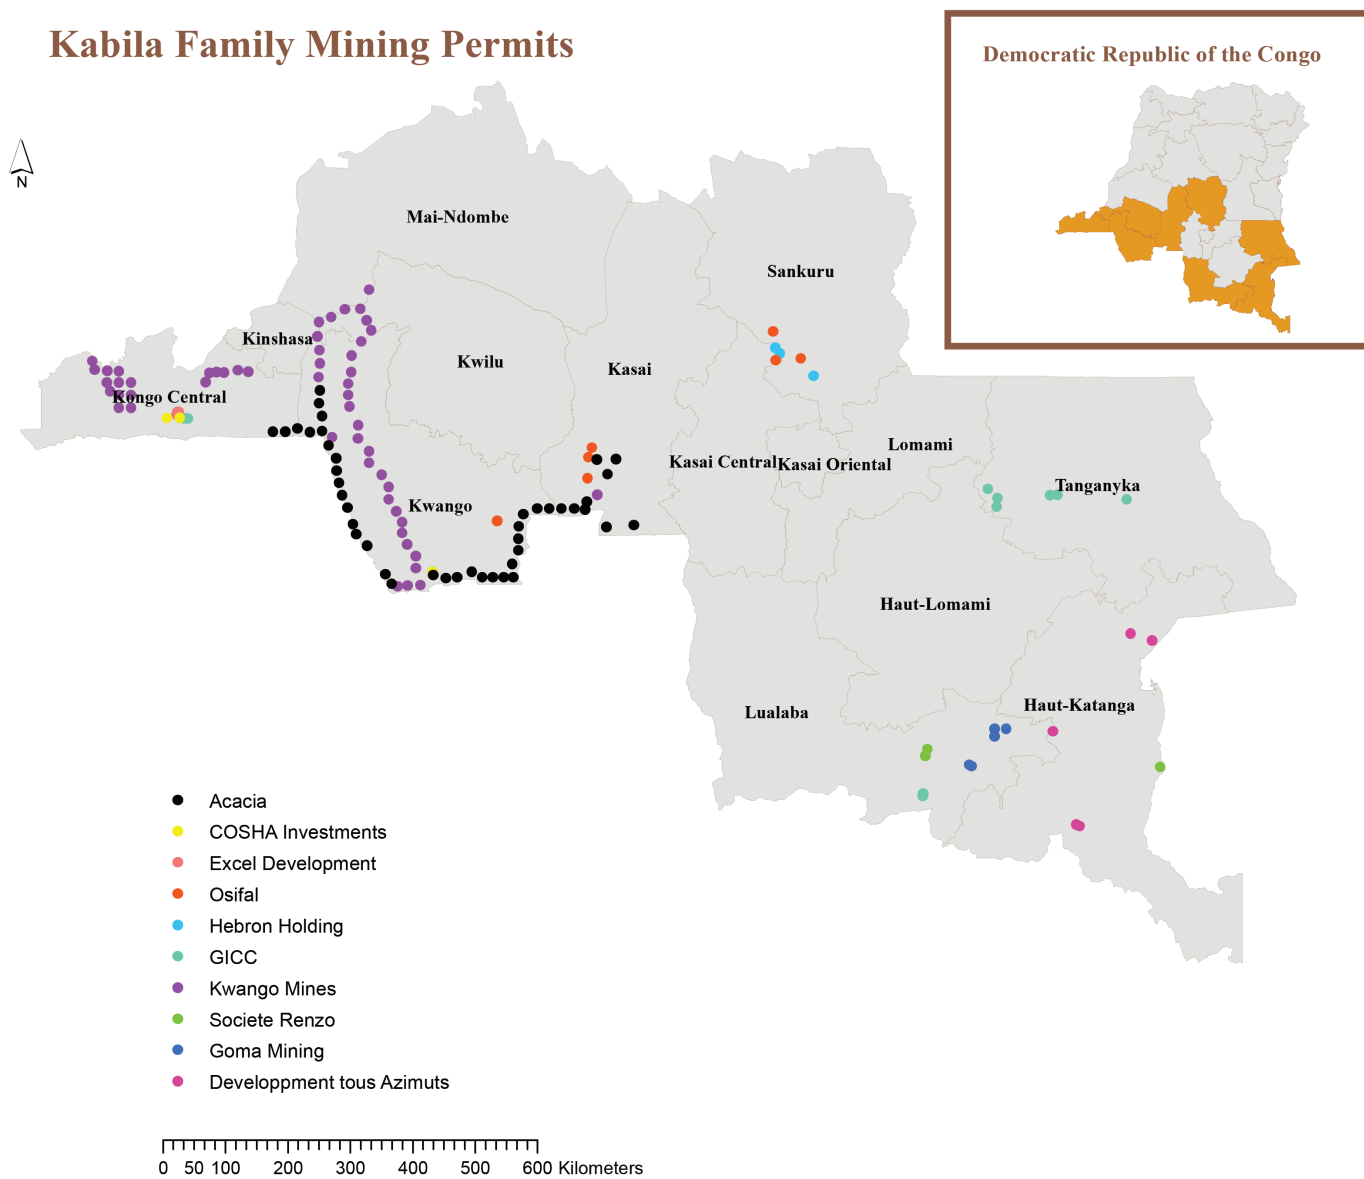 Kabila Family Mining Permits
Democratic Republic of the Congo
N
Mai-Ndombe
Sankuru
Kinshasa
Kwilu
Kasai
Kongo Central
Lomami
Kasai Central
Kasai Oriental
Tanganyka
Kwango
Haut-Lomami
Haut-Katanga
Lualaba
Acacia
COSHA Investments
Excel Development
Osifal
Hebron Holding
GICC
Kwango Mines
Societe Renzo
Goma Mining
Developpment tous Azimuts
0 50 100 200 300 400 500 600 Kilometers